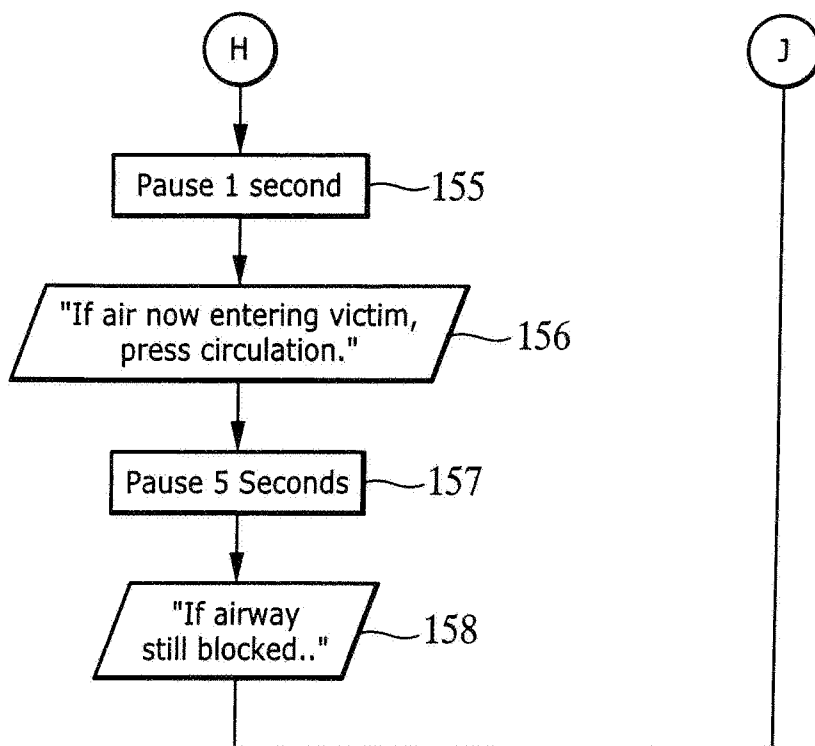 H
J
Pause 1 second
155
"If air now entering victim,
press circulation."
156
Pause 5 Seconds
157
"If airway
still blocked.."
158